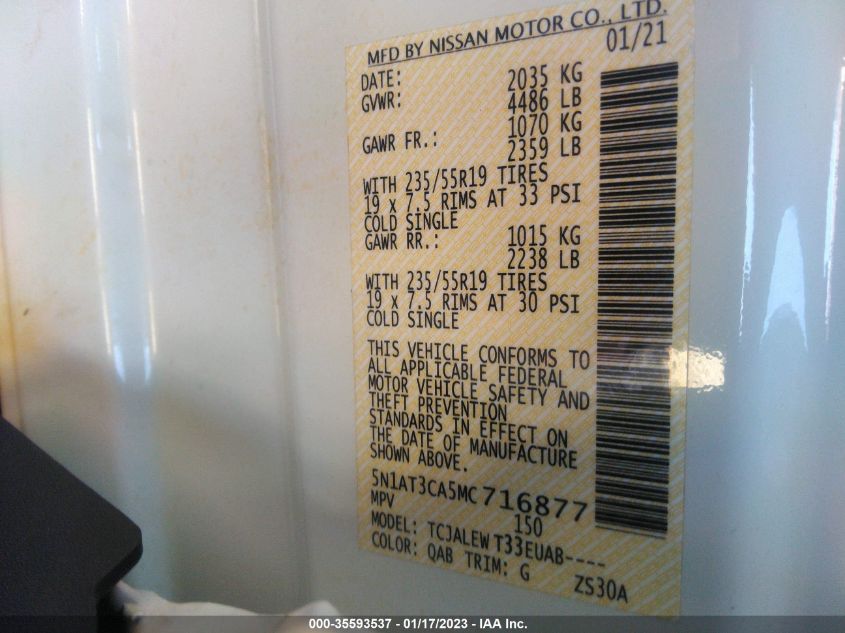 MFD BY NISSAN MOTOR CO., LTD.
01/21
DATE:
GVWR: 2035 KG
4486 LB
GAWR FR.: 1070 KG
2359 LB
WITH 235/55R19 TIRES
19 x 7.5 RIMS AT 33 PSI
COLD SINGLE
GAWR RR.: 1015 KG
2238 LB
WITH 235/55R19 TIRES
19 x 7.5 RIMS AT 30 PSI
COLD SINGLE
THIS VEHICLE CONFORMS TO
ALL APPLICABLE FEDERAL
MOTOR VEHICLE SAFETY AND
THEFT PREVENTION
STANDARDS IN EFFECT ON
THE DATE OF MANUFACTURE
SHOWN ABOVE.
5N1AT3CA5MC716877
MPV 150
MODEL: TCJALEWT33EUAB----
COLOR: QAB TRIM: G ZS30A
000-35593537 - 01/17/2023 - IAA Inc.